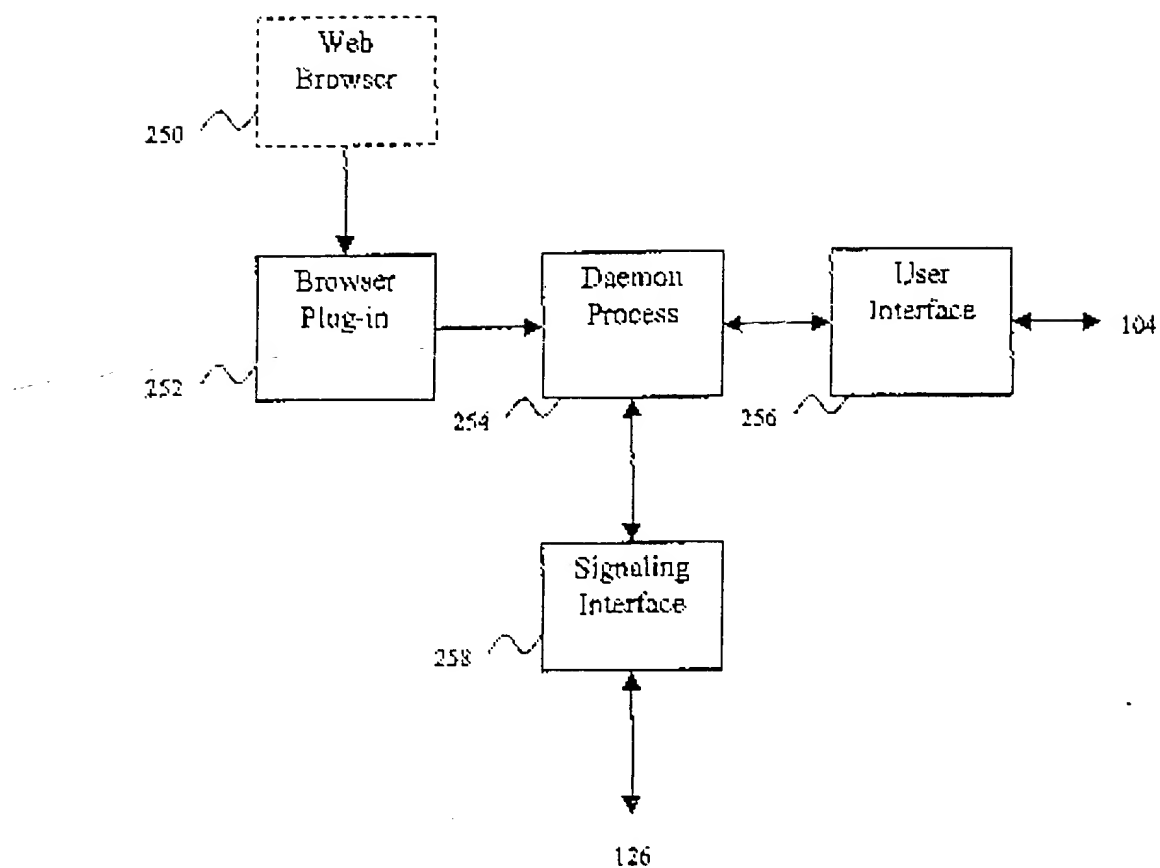 Web
Browser
250
Browser
Plug-in
252
Daemon
Process
254
User
Interface
256
104
Signaling
Interface
258
126